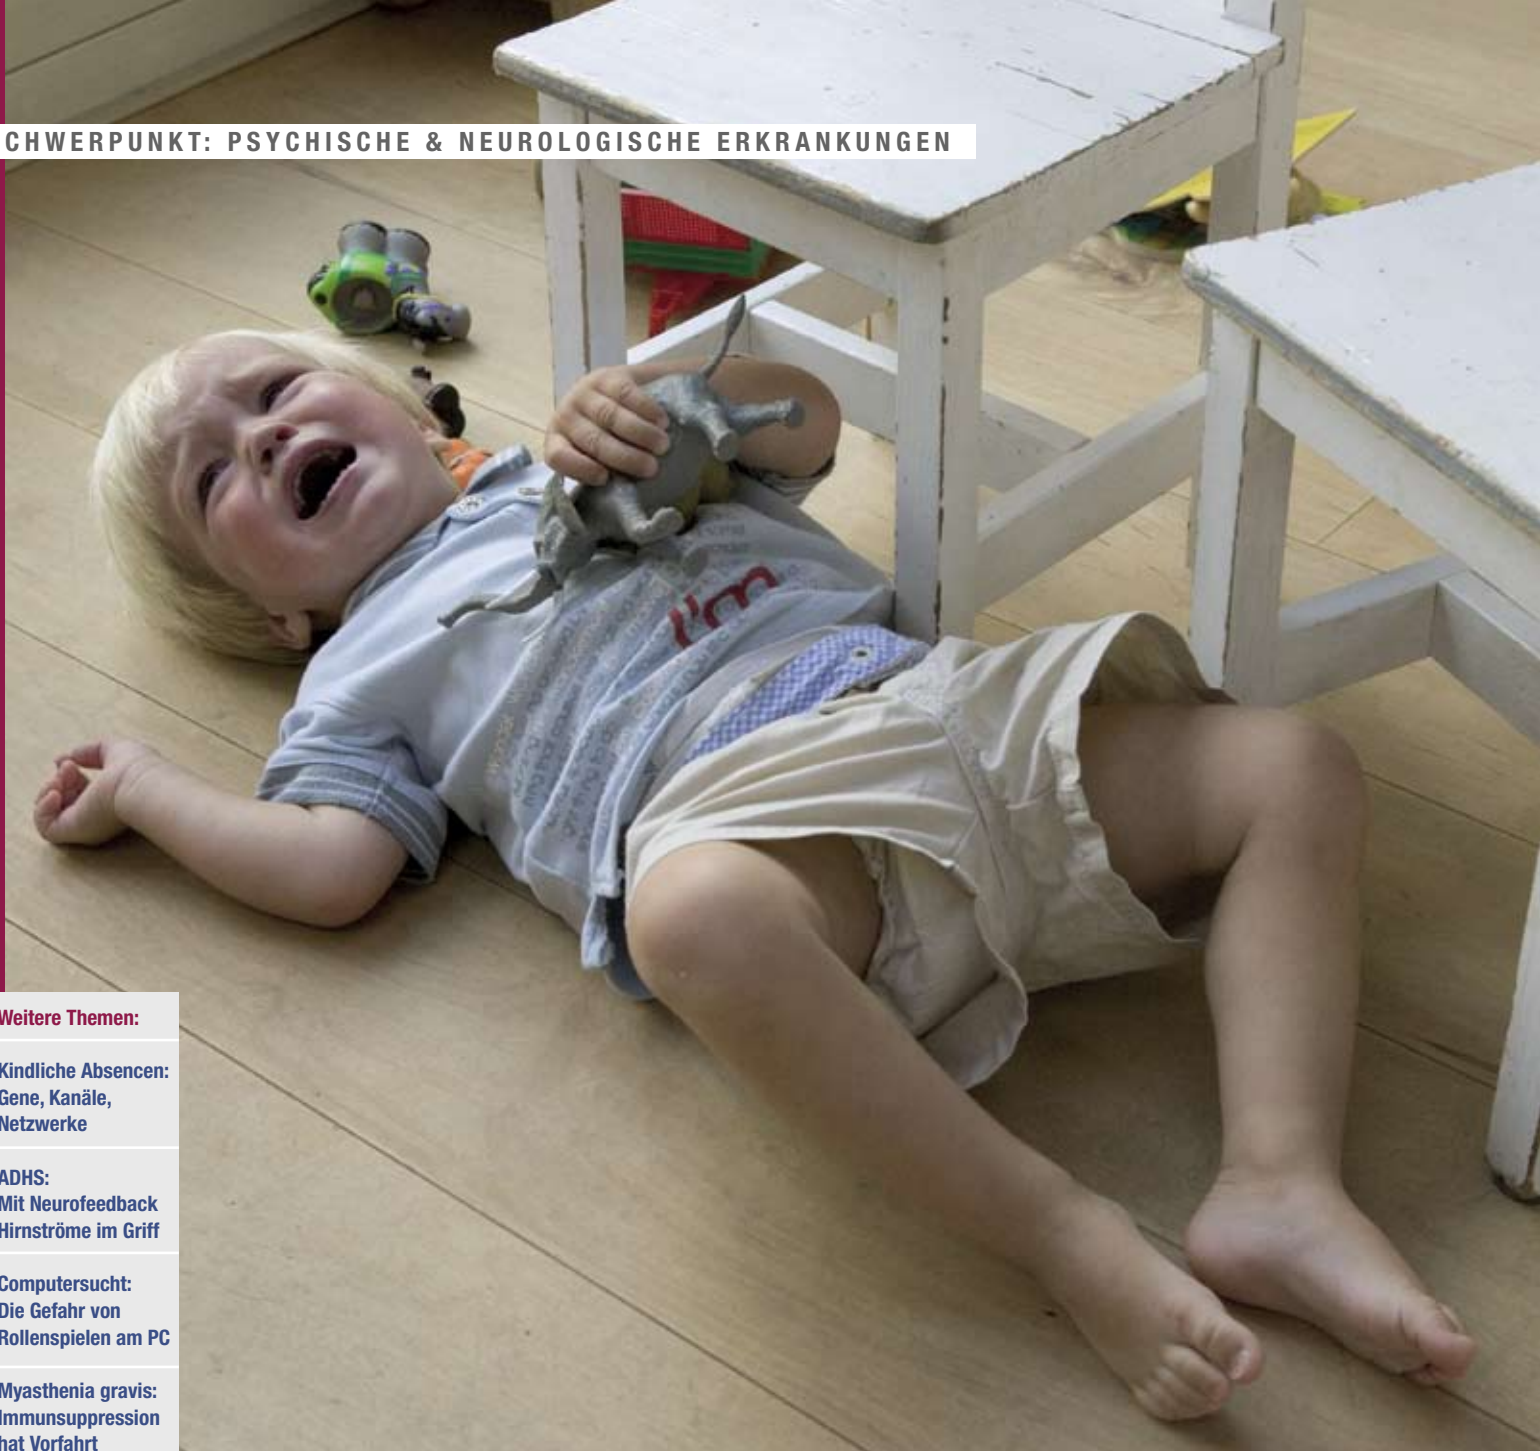 CHWERPUNKT: PSYCHISCHE & NEUROLOGISCHE ERKRANKUNGEN
I'm
Weitere Themen:
Kindliche Absencen:
Gene, Kanäle,
Netzwerke
ADHS:
Mit Neurofeedback
Hirnströme im Griff
Computersucht:
Die Gefahr von
Rollenspielen am PC
Myasthenia gravis:
Immunsuppression
hat Vorfahrt